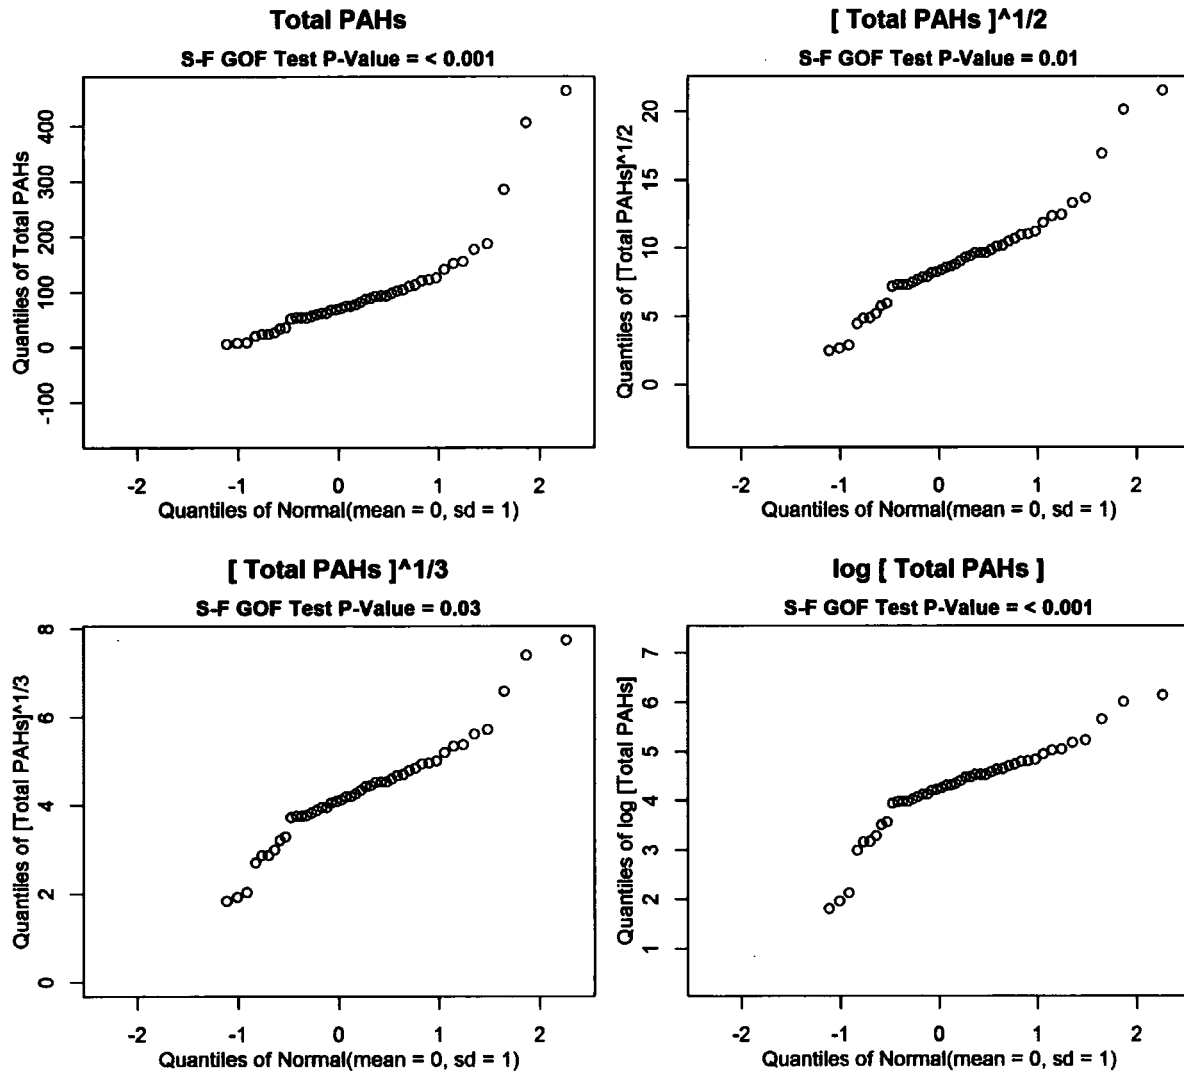 Total PAHs
S-F GOF Test P-Value = < 0.001
Quantiles of Total PAHs
400
300
200
100
0
-100
-2 -1 0 1 2
Quantiles of Normal(mean = 0, sd = 1)
[ Total PAHs ]^1/2
S-F GOF Test P-Value = 0.01
Quantiles of [Total PAHs]^1/2
20
15
10
5
0
-2 -1 0 1 2
Quantiles of Normal(mean = 0, sd = 1)
[ Total PAHs ]^1/3
S-F GOF Test P-Value = 0.03
Quantiles of [Total PAHs]^1/3
8
6
4
2
0
-2 -1 0 1 2
Quantiles of Normal(mean = 0, sd = 1)
log [ Total PAHs ]
S-F GOF Test P-Value = < 0.001
Quantiles of log [Total PAHs]
7
6
5
4
3
2
1
-2 -1 0 1 2
Quantiles of Normal(mean = 0, sd = 1)